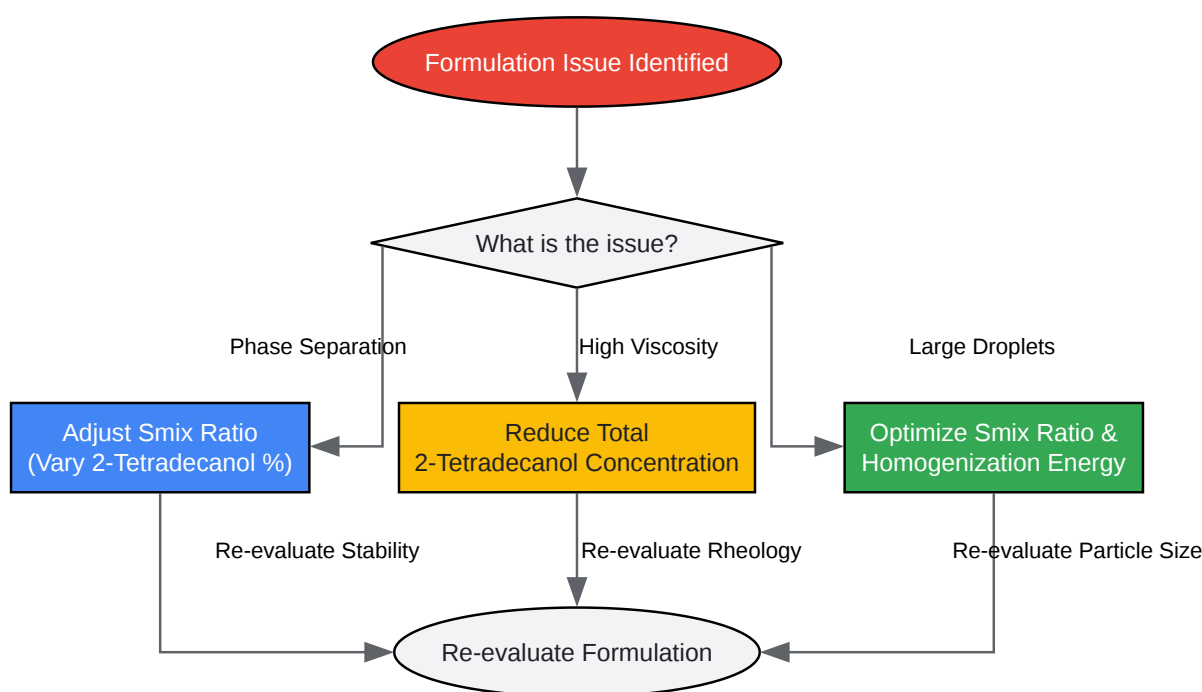 Formulation Issue Identified
What is the issue?
Phase Separation
High Viscosity
Large Droplets
Adjust Smix Ratio
(Vary 2-Tetradecanol %)
Reduce Total
2-Tetradecanol Concentration
Optimize Smix Ratio &
Homogenization Energy
Re-evaluate Stability
Re-evaluate Rheology
Re-evaluate Particle Size
Re-evaluate Formulation